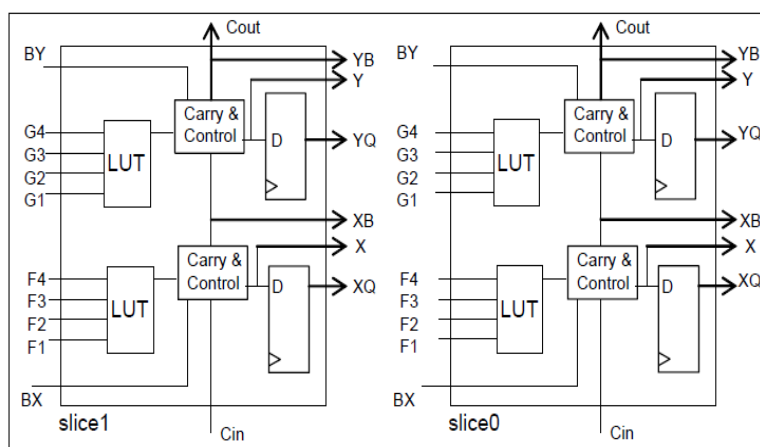 Cout
BY
YB
Y
Carry &
Control
G4
G3
G2
G1
LUT
D
YQ
XB
Carry &
Control
X
F4
F3
F2
F1
LUT
D
XQ
BX
slice1
Cin
Cout
BY
YB
Y
Carry &
Control
G4
G3
G2
G1
LUT
D
YQ
XB
Carry &
Control
X
F4
F3
F2
F1
LUT
D
XQ
BX
slice0
Cin